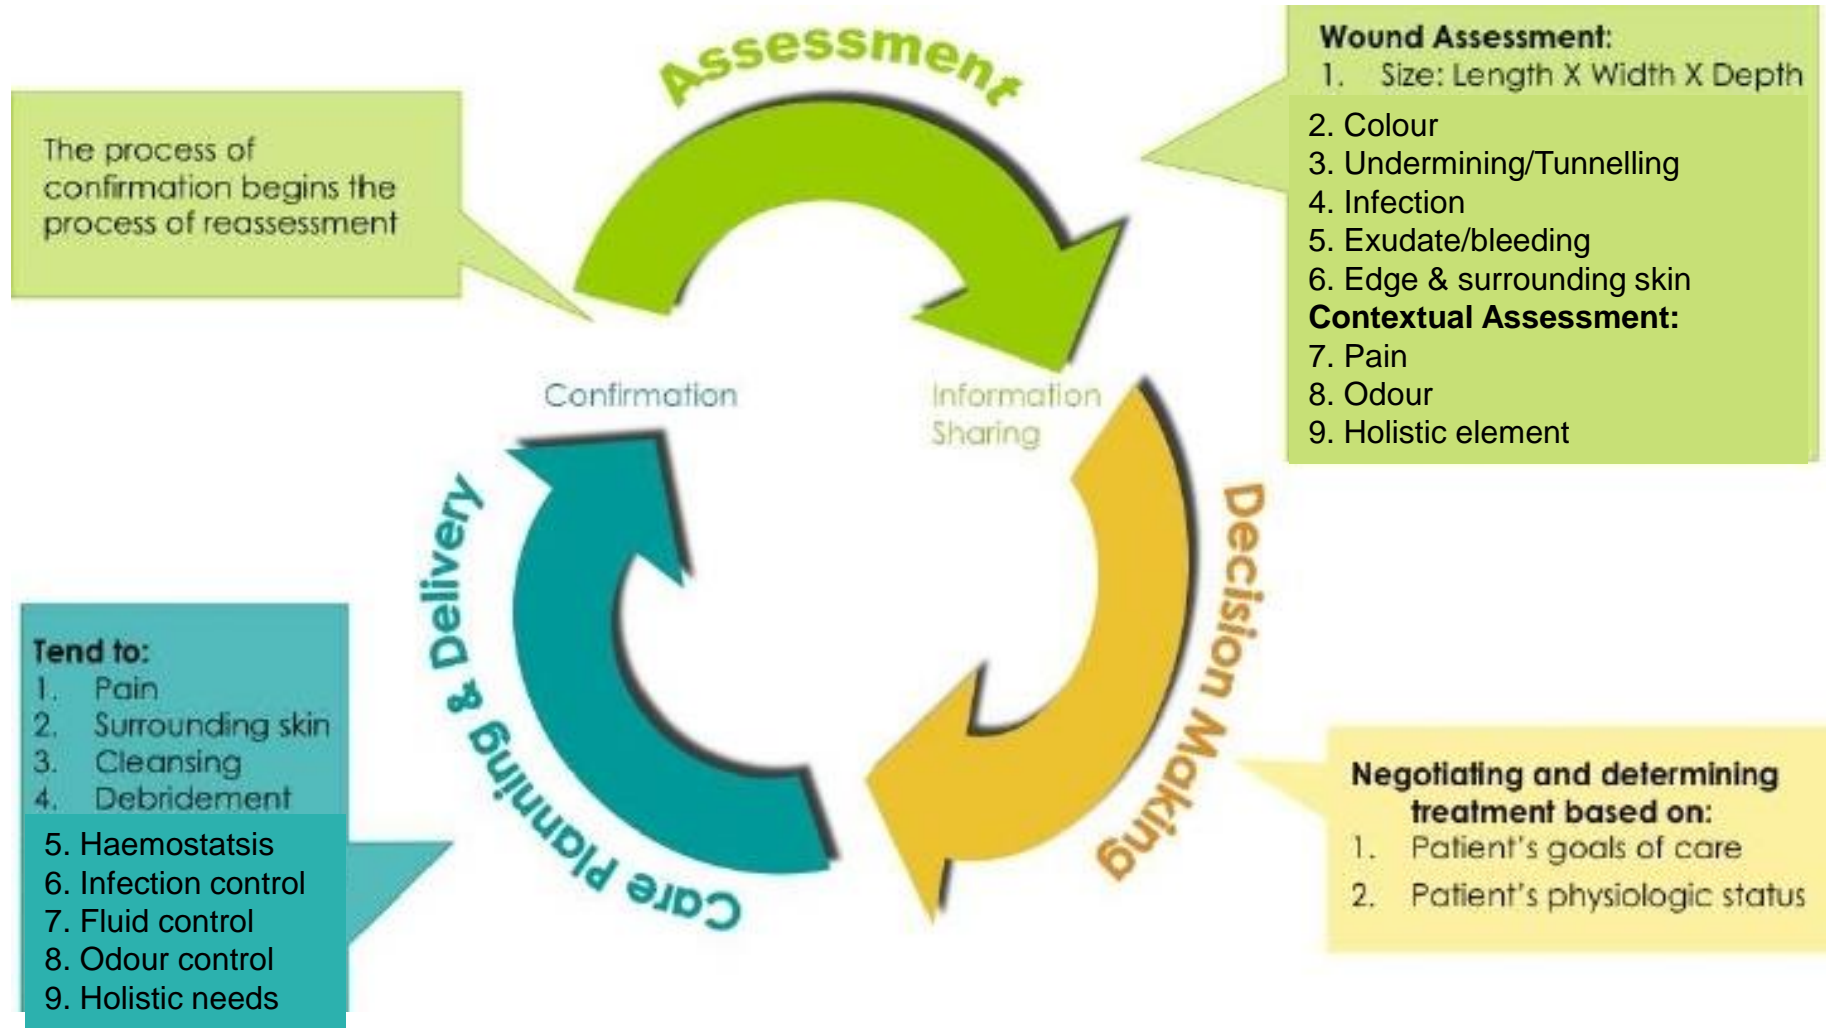 Assessment
Wound Assessment:
1. Size: Length X Width X Depth
2. Colour
3. Undermining/Tunnelling
4. Infection
5. Exudate/bleeding
6. Edge & surrounding skin
Contextual Assessment:
7. Pain
8. Odour
9. Holistic element
The process of
confirmation begins the
process of reassessment
Confirmation
Information
Sharing
Decision Making
Negotiating and determining
treatment based on:
1. Patient's goals of care
2. Patient's physiologic status
Care Planning & Delivery
Tend to:
1. Pain
2. Surrounding skin
3. Cleansing
4. Debridement
5. Haemostatsis
6. Infection control
7. Fluid control
8. Odour control
9. Holistic needs